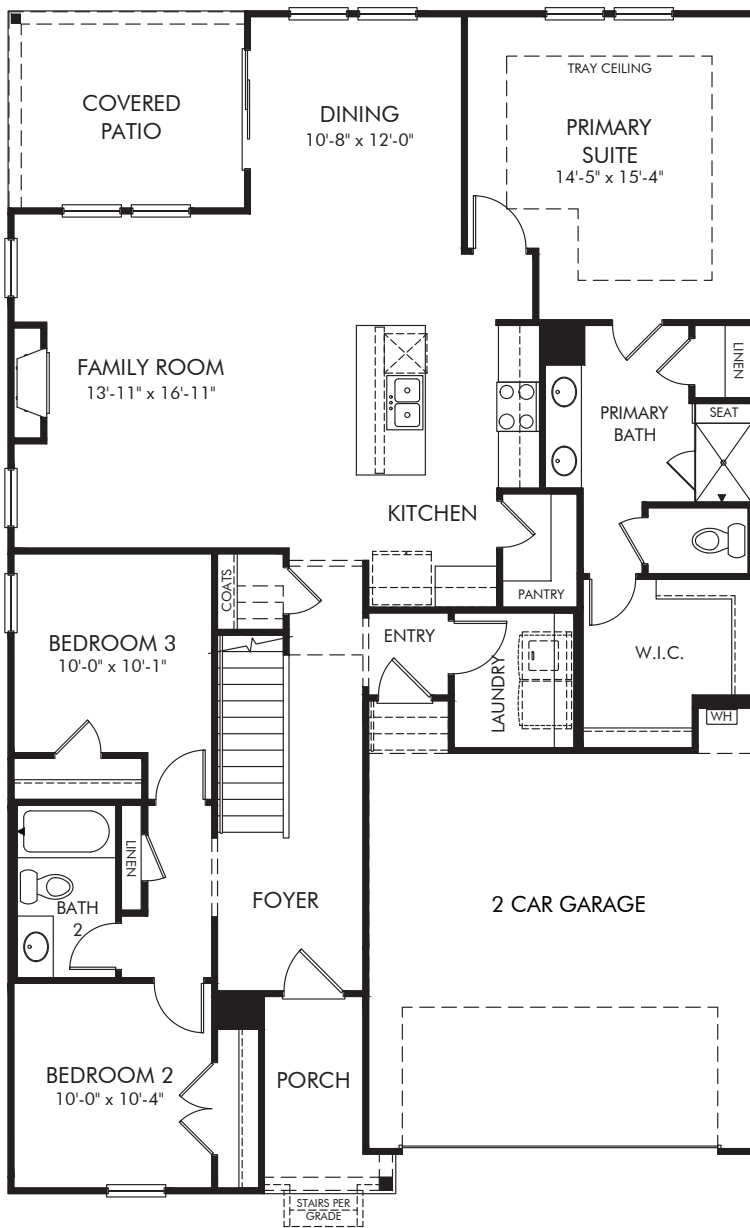 COVERED
PATIO
DINING
10'-8" x 12'-0"
TRAY CEILING
PRIMARY
SUITE
14'-5" x 15'-4"
FAMILY ROOM
13'-11" x 16'-11"
LINEN
SEAT
PRIMARY
BATH
KITCHEN
PANTRY
COATS
ENTRY
LAUNDRY
W.I.C.
WH
BEDROOM 3
10'-0" x 10'-1"
LINEN
BATH
2
FOYER
2 CAR GARAGE
BEDROOM 2
10'-0" x 10'-4"
PORCH
STAIRS PER
GRADE